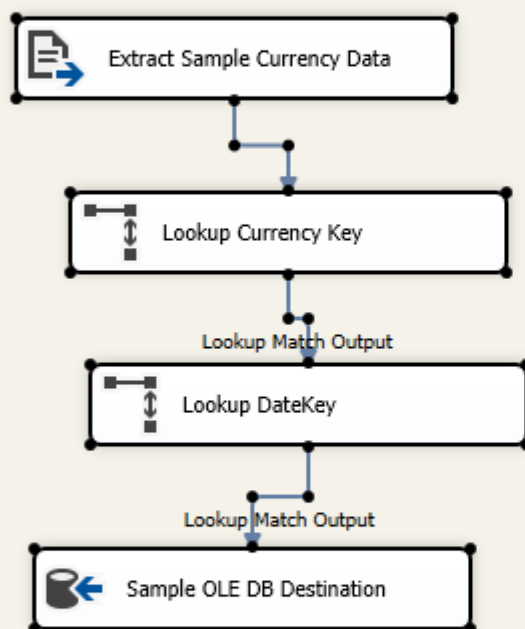 Extract Sample Currency Data
Lookup Currency Key
Lookup Match Output
Lookup DateKey
Lookup Match Output
Sample OLE DB Destination